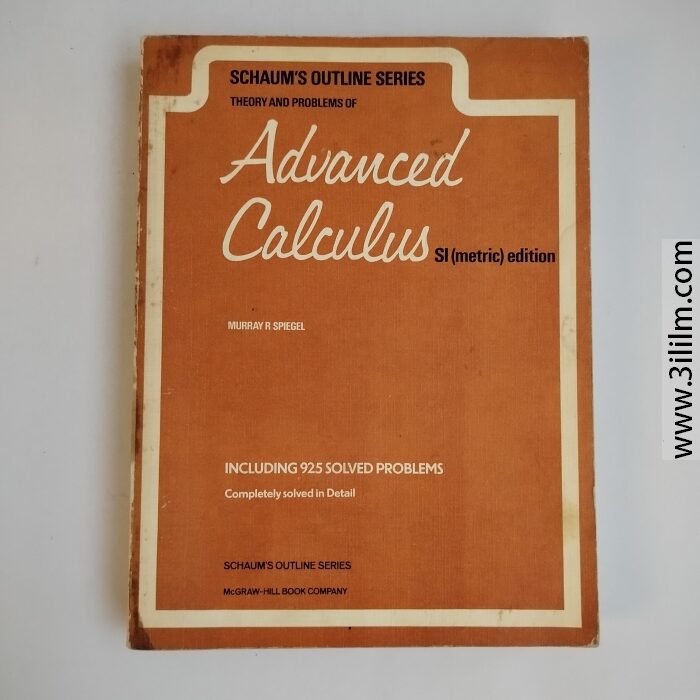 SCHAUM'S OUTLINE SERIES
THEORY AND PROBLEMS OF
Advanced
Calculus SI (metric) edition
MURRAY R SPIEGEL
INCLUDING 925 SOLVED PROBLEMS
Completely solved in Detail
SCHAUM'S OUTLINE SERIES
McGRAW-HILL BOOK COMPANY
www.3ililm.com